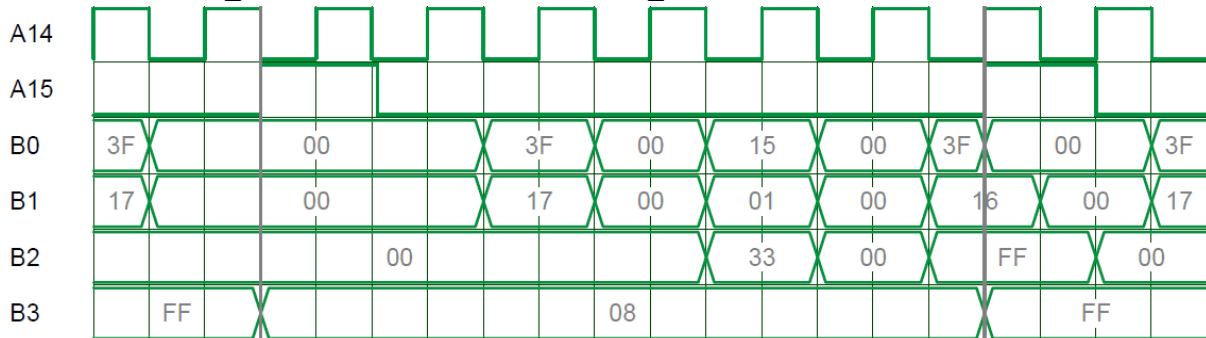 A14
A15
B0 3F 00 3F 00 15 00 3F 00 3F
B1 17 00 17 00 01 00 16 00 17
B2 00 33 00 FF 00
B3 FF 08 FF